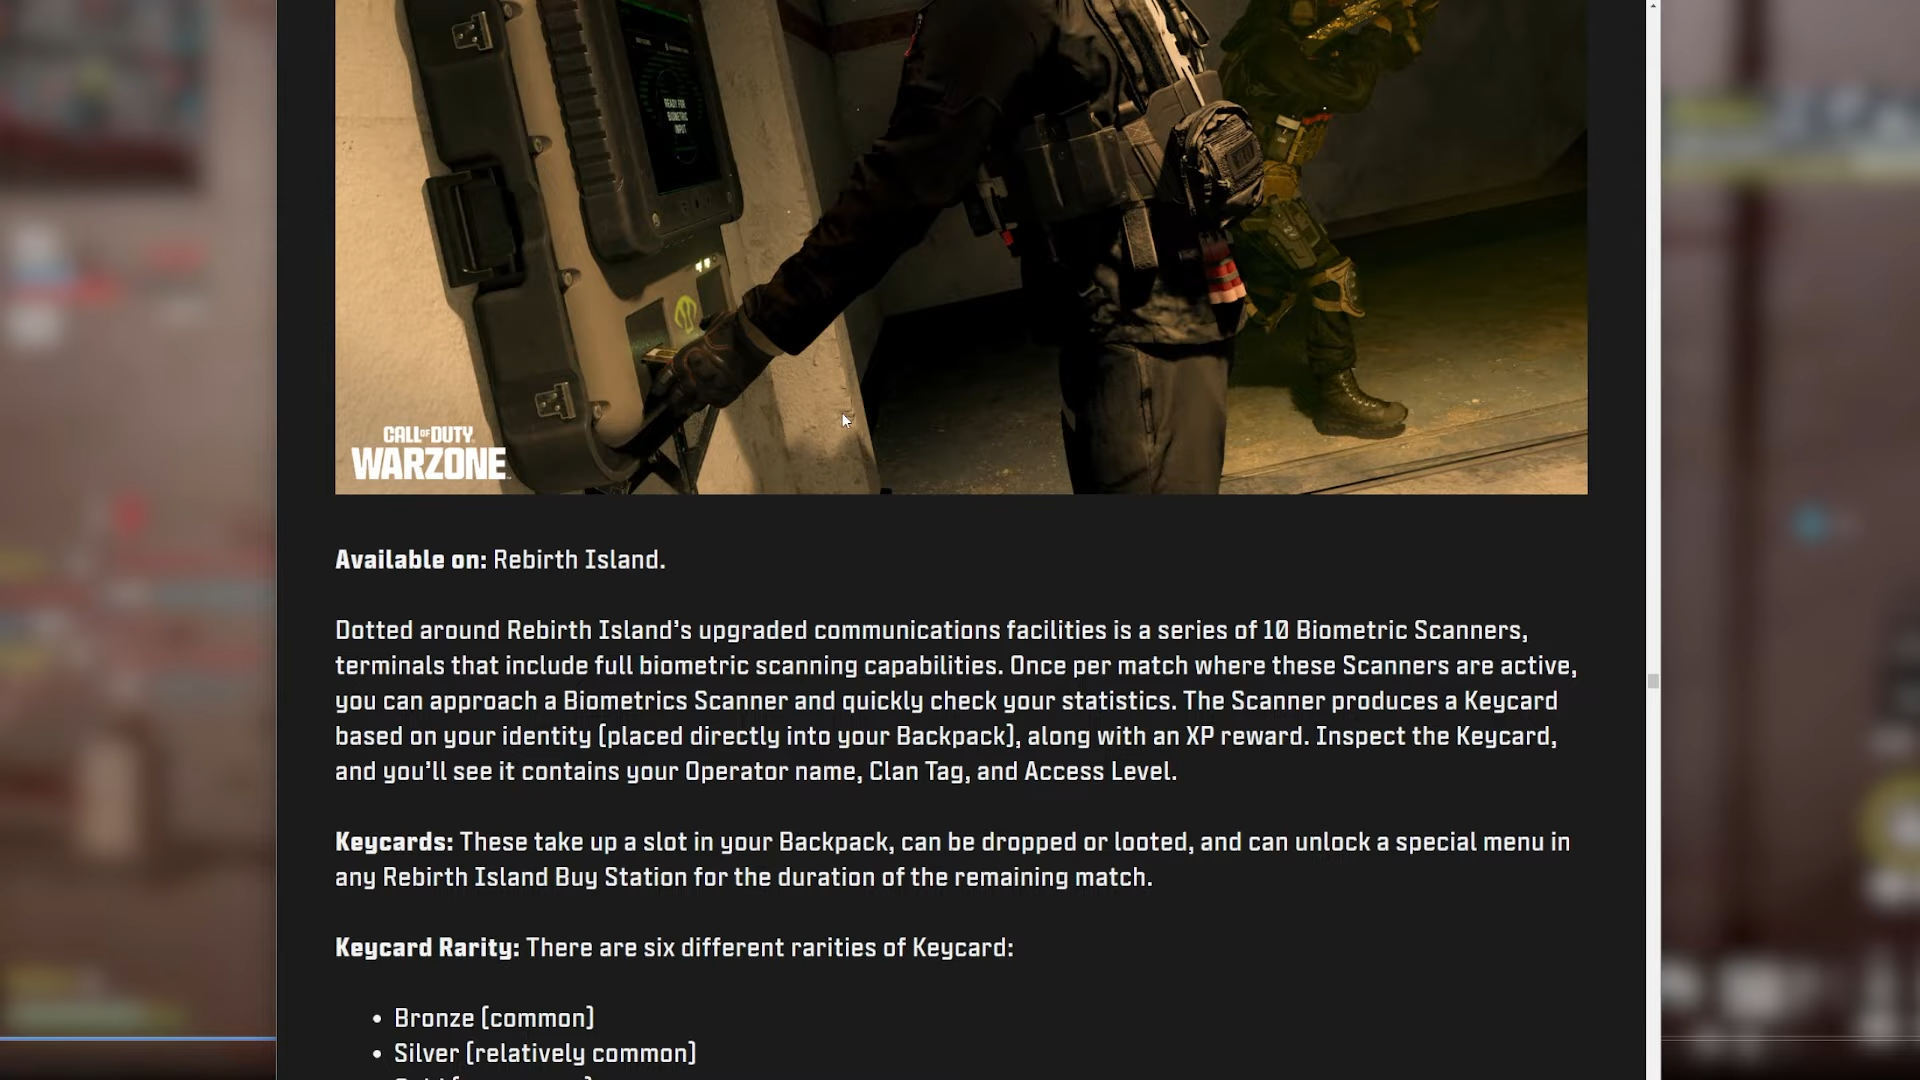 READY FOR
BIOMETRIC
INPUT
CALL OF DUTY
WARZONE
Available on: Rebirth Island.
Dotted around Rebirth Island’s upgraded communications facilities is a series of 10 Biometric Scanners,
terminals that include full biometric scanning capabilities. Once per match where these Scanners are active,
you can approach a Biometrics Scanner and quickly check your statistics. The Scanner produces a Keycard
based on your identity (placed directly into your Backpack), along with an XP reward. Inspect the Keycard,
and you’ll see it contains your Operator name, Clan Tag, and Access Level.
Keycards: These take up a slot in your Backpack, can be dropped or looted, and can unlock a special menu in
any Rebirth Island Buy Station for the duration of the remaining match.
Keycard Rarity: There are six different rarities of Keycard:
• Bronze (common)
• Silver (relatively common)